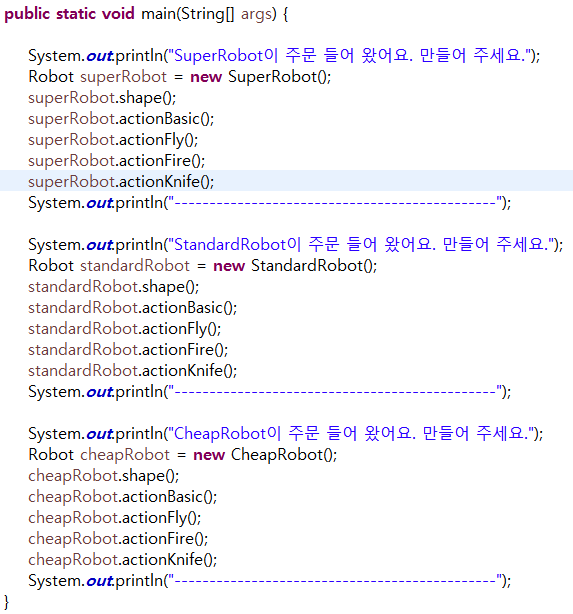 public static void main(String[] args) {
System.out.println("SuperRobot이 주문 들어 왔어요. 만들어 주세요.");
Robot superRobot = new SuperRobot();
superRobot.shape();
superRobot.actionBasic();
superRobot.actionFly();
superRobot.actionFire();
superRobot.actionKnife();
System.out.println("----------------------------------------------");
System.out.println("StandardRobot이 주문 들어 왔어요. 만들어 주세요.");
Robot standardRobot = new StandardRobot();
standardRobot.shape();
standardRobot.actionBasic();
standardRobot.actionFly();
standardRobot.actionFire();
standardRobot.actionKnife();
System.out.println("----------------------------------------------");
System.out.println("CheapRobot이 주문 들어 왔어요. 만들어 주세요.");
Robot cheapRobot = new CheapRobot();
cheapRobot.shape();
cheapRobot.actionBasic();
cheapRobot.actionFly();
cheapRobot.actionFire();
cheapRobot.actionKnife();
System.out.println("----------------------------------------------");
}